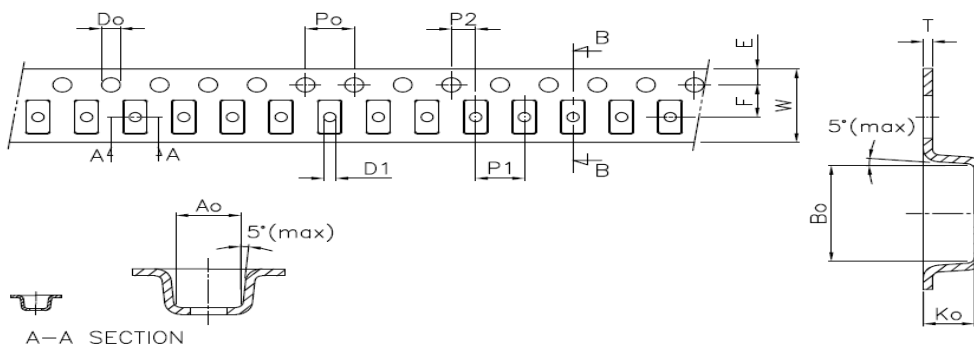 Do
Po
P2
B
E
T
F
W
A
A
D1
P1
B
5°(max)
Bo
Ao
5°(max)
Ko
A-A SECTION